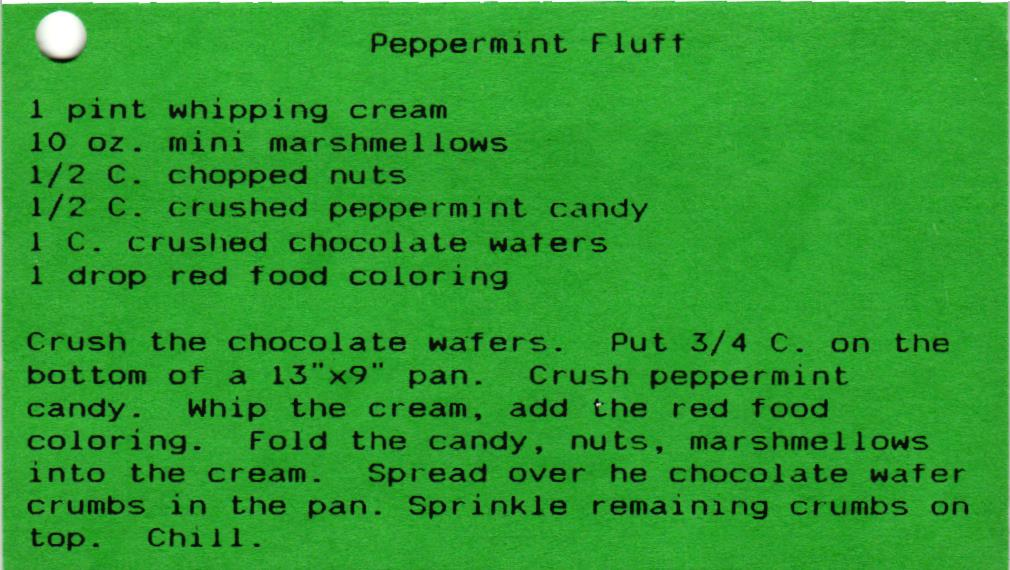 Peppermint Fluff
1 pint whipping cream
10 oz. mini marshmellows
1/2 C. chopped nuts
1/2 C. crushed peppermint candy
1 C. crushed chocolate wafers
1 drop red food coloring
Crush the chocolate wafers. Put 3/4 C. on the
bottom of a 13"x9" pan. Crush peppermint
candy. Whip the cream, add the red food
coloring. Fold the candy, nuts, marshmellows
into the cream. Spread over he chocolate wafer
crumbs in the pan. Sprinkle remaining crumbs on
top. Chill.